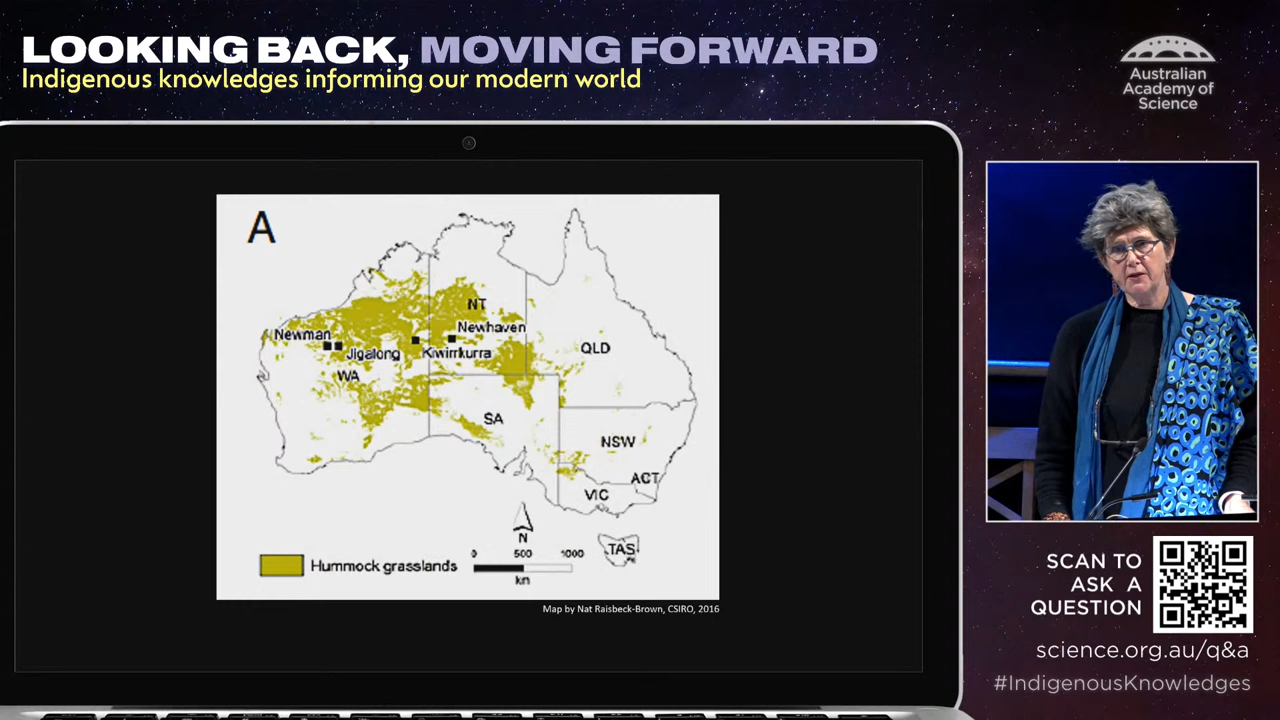 LOOKING BACK, MOVING FORWARD
Indigenous knowledges informing our modern world
Australian
Academy of
Science
A
NT
Newman
Newhaven
Jigalong
Kiwirrkurra
QLD
WA
SA
NSW
ACT
VIC
N
TAS
0 500 1000
km
Hummock grasslands
Map by Nat Raisbeck-Brown, CSIRO, 2016
SCAN TO
ASK A
QUESTION
science.org.au/q&a
#IndigenousKnowledges